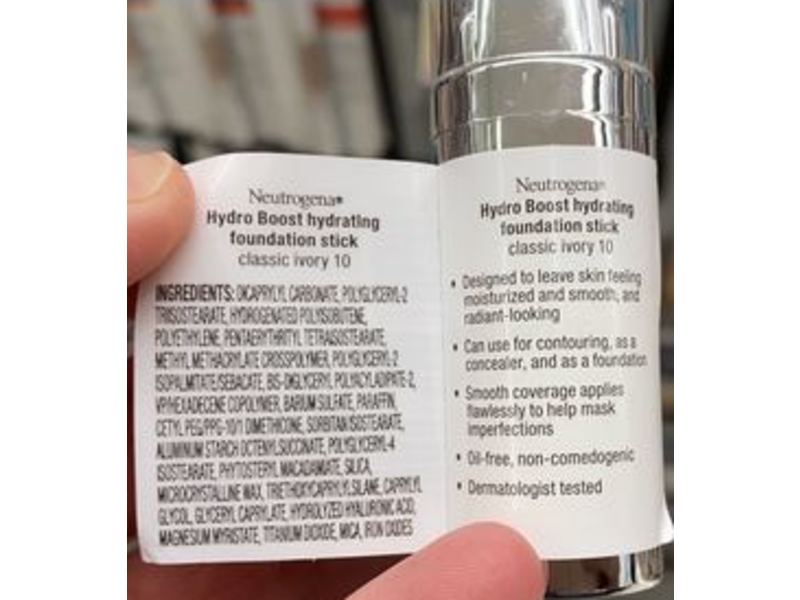 Neutrogena®
Hydro Boost hydrating
foundation stick
classic ivory 10
INGREDIENTS: DICAPRYLYL CARBONATE, POLYGLYCERYL-2
TRIISOSTEARATE, HYDROGENATED POLYISOBUTENE,
POLYETHYLENE, PENTAERYTHRITYL TETRAISOSTEARATE,
METHYL METHACRYLATE CROSSPOLYMER, POLYGLYCERYL-2
ISOPALMITATE/SEBACATE, BIS-DIGLYCERYL POLYACYLADIPATE-2,
VP/HEXADECENE COPOLYMER, BARIUM SULFATE, PARAFFIN,
CETYL PEG/PPG-10/1 DIMETHICONE, SORBITAN ISOSTEARATE,
ALUMINUM STARCH OCTENYLSUCCINATE, POLYGLYCERYL-4
ISOSTEARATE, PHYTOSTERYL MACADAMIATE, SILICA,
MICROCRYSTALLINE WAX, TRIETHOXYCAPRYLYLSILANE, CAPRYLYL
GLYCOL, GLYCERYL CAPRYLATE, HYDROLYZED HYALURONIC ACID,
MAGNESIUM MYRISTATE, TITANIUM DIOXIDE, MICA, IRON OXIDES
Neutrogena®
Hydro Boost hydrating
foundation stick
classic ivory 10
• Designed to leave skin feeling
moisturized and smooth, and
radiant-looking
• Can use for contouring, as a
concealer, and as a foundation
• Smooth coverage applies
flawlessly to help mask
imperfections
• Oil-free, non-comedogenic
• Dermatologist tested